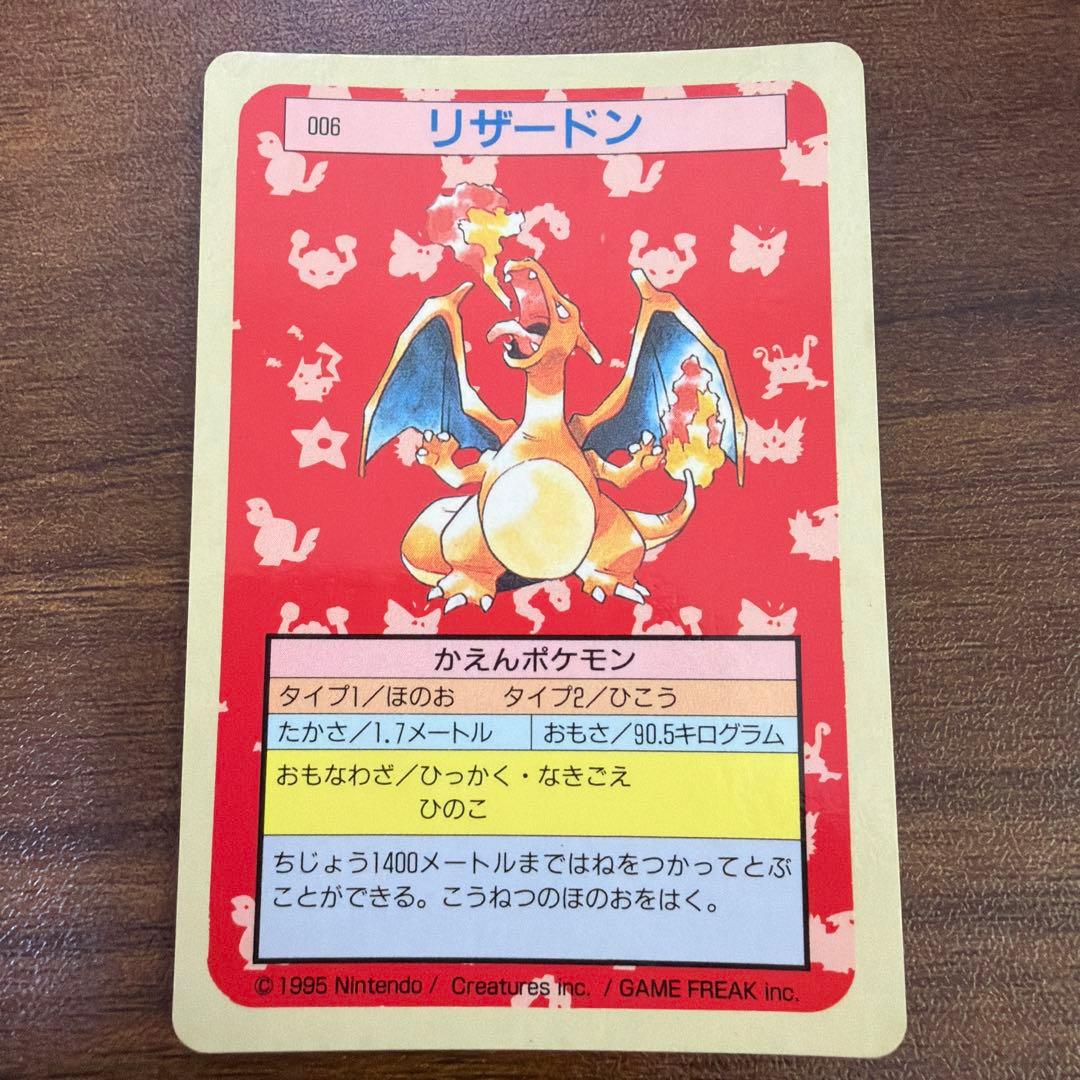 006 リザードン
かえんポケモン
タイプ1/ほのお タイプ2/ひこう
たかさ/1.7メートル おもさ/90.5キログラム
おもなわざ/ひっかく・なきごえ
ひのこ
ちじょう1400メートルまではねをつかってとぶ
ことができる。こうねつのほのおをはく。
© 1995 Nintendo / Creatures inc. / GAME FREAK inc.